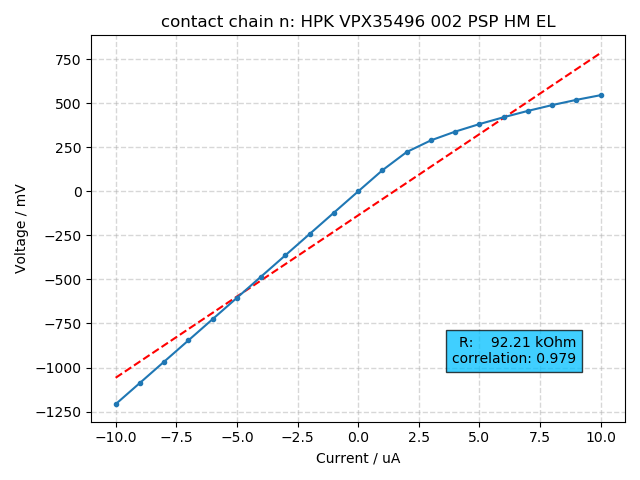 contact chain n: HPK VPX35496 002 PSP HM EL
750
500
250
0
−250
−500
−750
−1000
−1250
Voltage / mV
R: 92.21 kOhm
correlation: 0.979
−10.0 −7.5 −5.0 −2.5 0.0 2.5 5.0 7.5 10.0
Current / uA